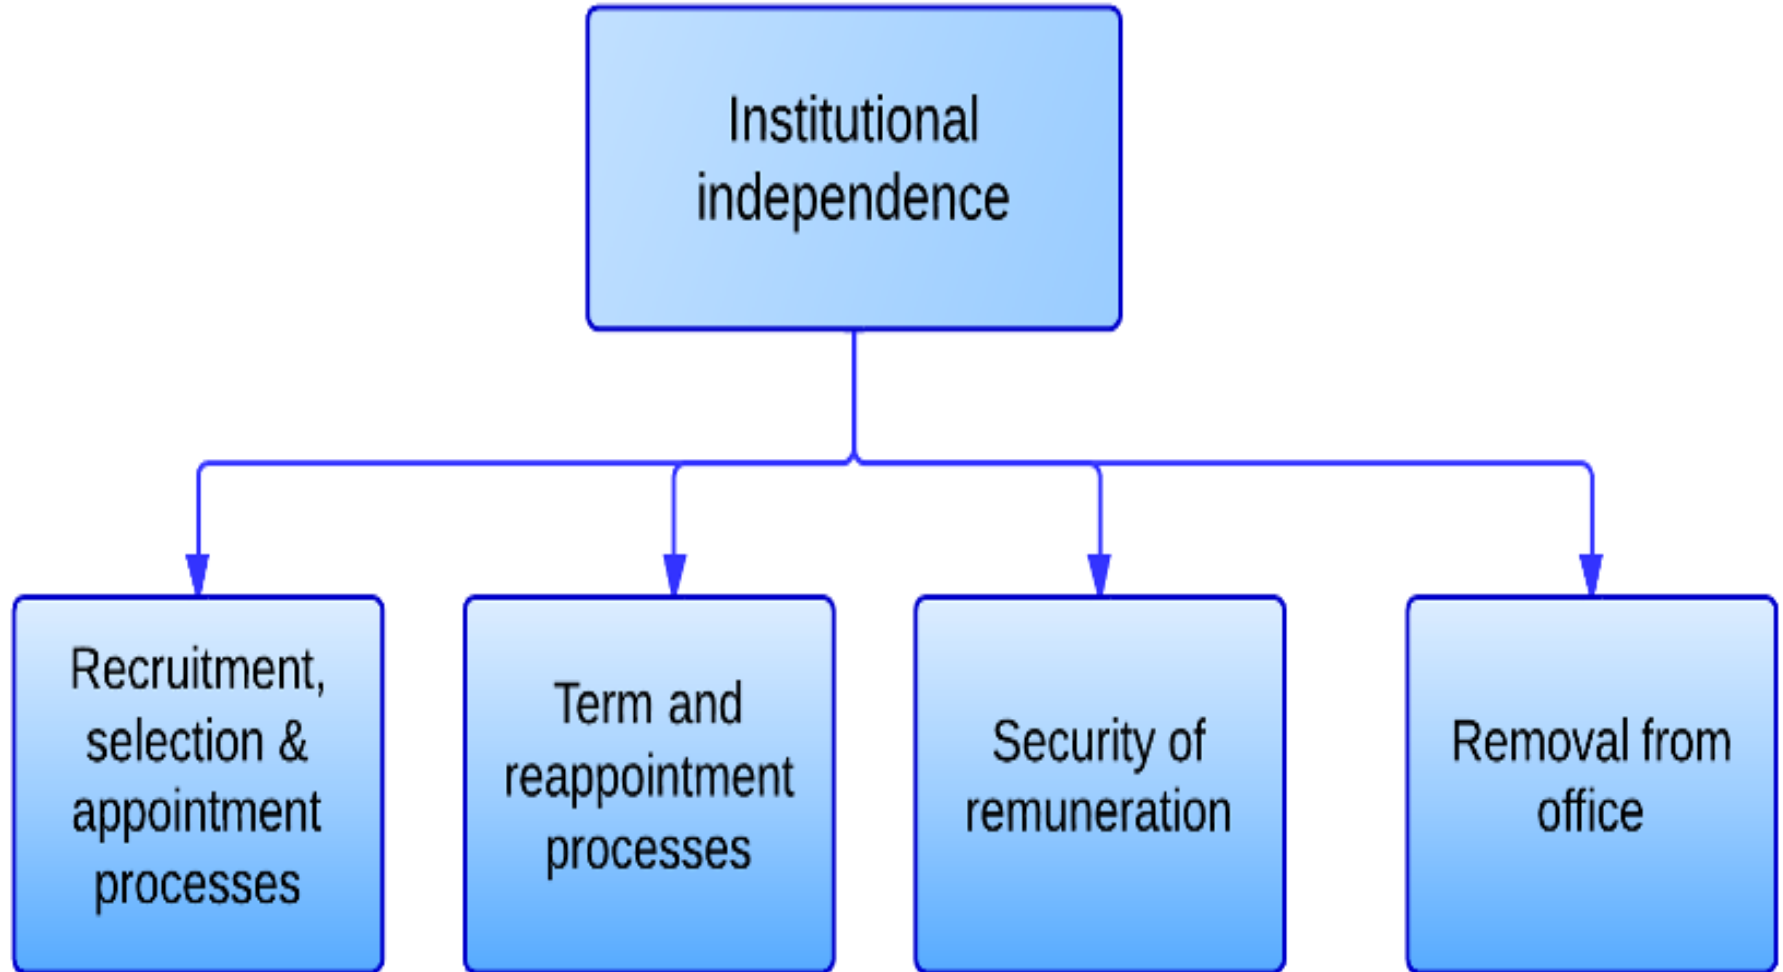 Institutional
independence
Recruitment,
selection &
appointment
processes
Term and
reappointment
processes
Security of
remuneration
Removal from
office